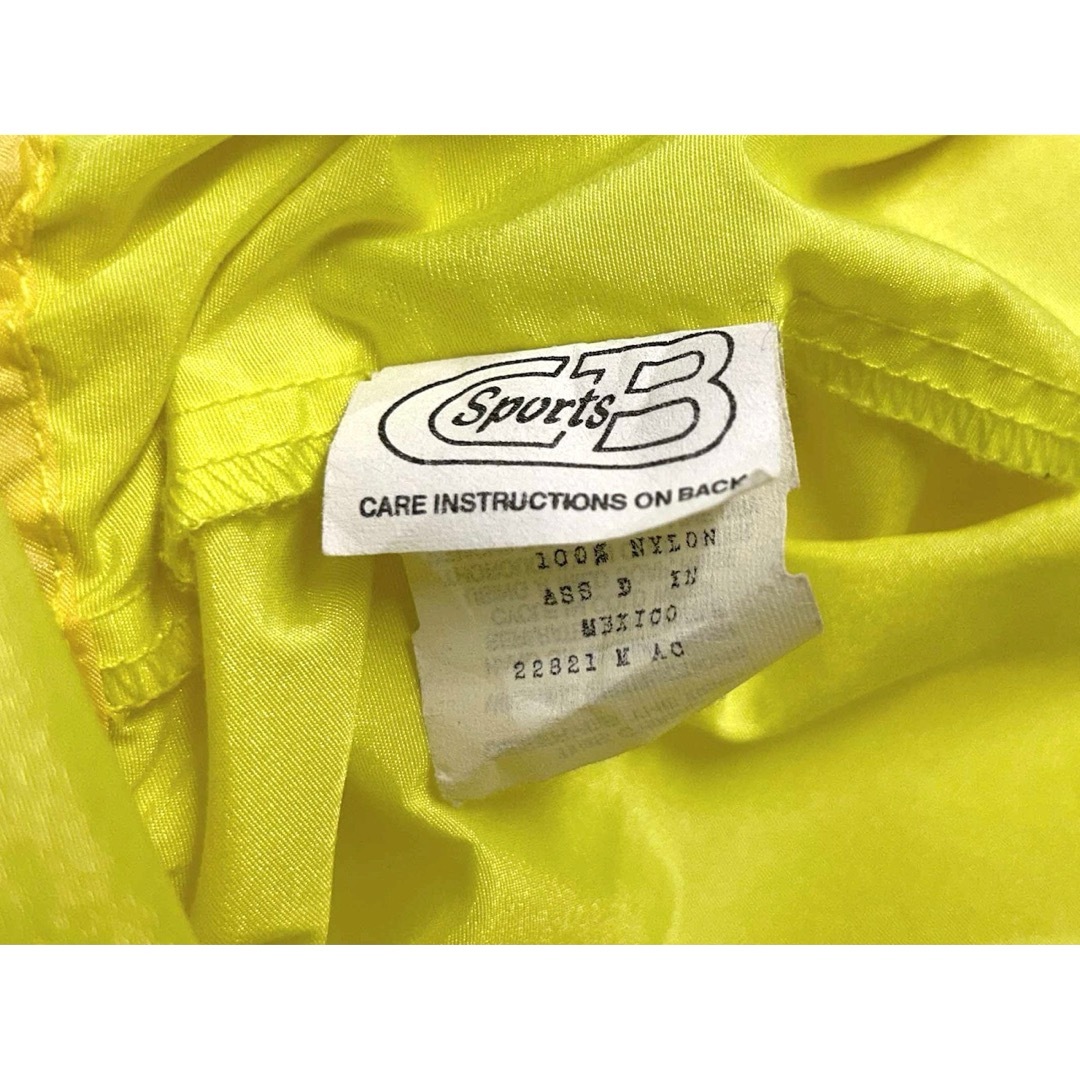 CB Sports
CARE INSTRUCTIONS ON BACK
100% NYLON
ASS D IN
MEXICO
22821 M AC